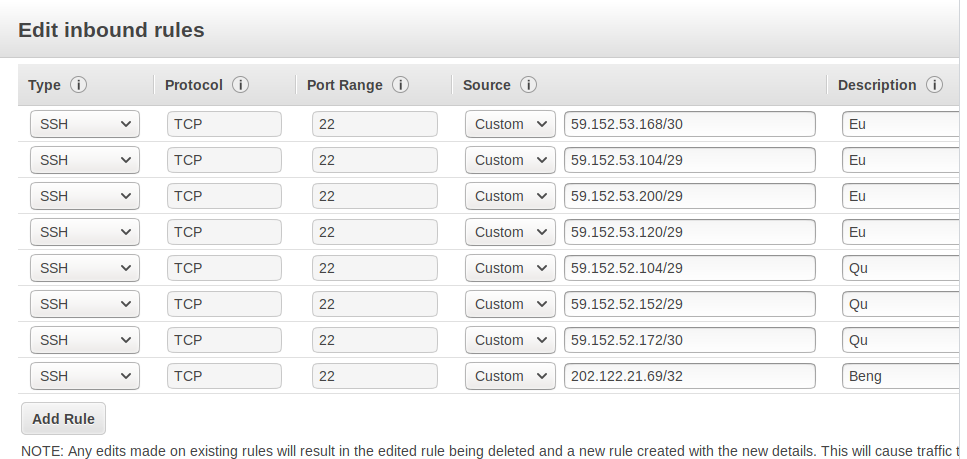 Edit inbound rules
Type Protocol Port Range Source Description
SSH TCP 22 Custom 59.152.53.168/30 Eu
SSH TCP 22 Custom 59.152.53.104/29 Eu
SSH TCP 22 Custom 59.152.53.200/29 Eu
SSH TCP 22 Custom 59.152.53.120/29 Eu
SSH TCP 22 Custom 59.152.52.104/29 Qu
SSH TCP 22 Custom 59.152.52.152/29 Qu
SSH TCP 22 Custom 59.152.52.172/30 Qu
SSH TCP 22 Custom 202.122.21.69/32 Beng
Add Rule
NOTE: Any edits made on existing rules will result in the edited rule being deleted and a new rule created with the new details. This will cause traffic t